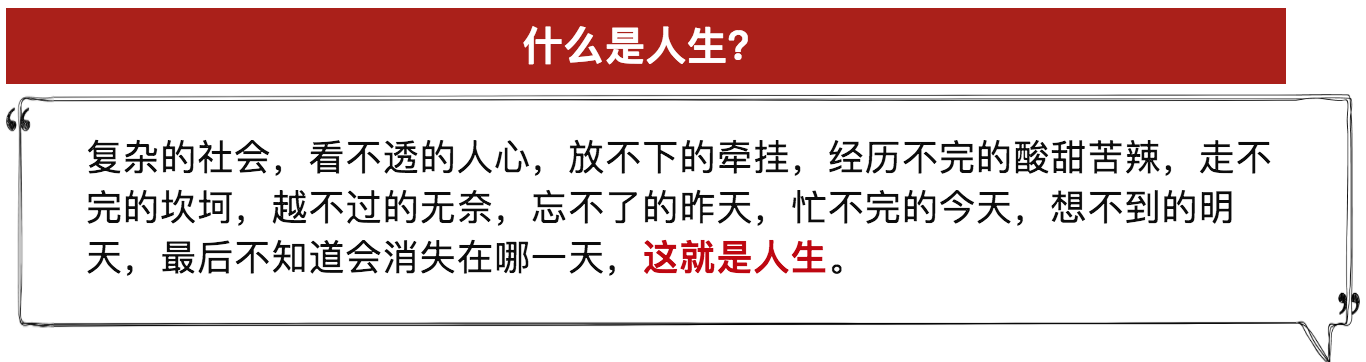 什么是人生?
复杂的社会，看不透的人心，放不下的牵挂，经历不完的酸甜苦辣，走不
完的坎坷，越不过的无奈，忘不了的昨天，忙不完的今天，想不到的明
天，最后不知道会消失在哪一天，这就是人生。